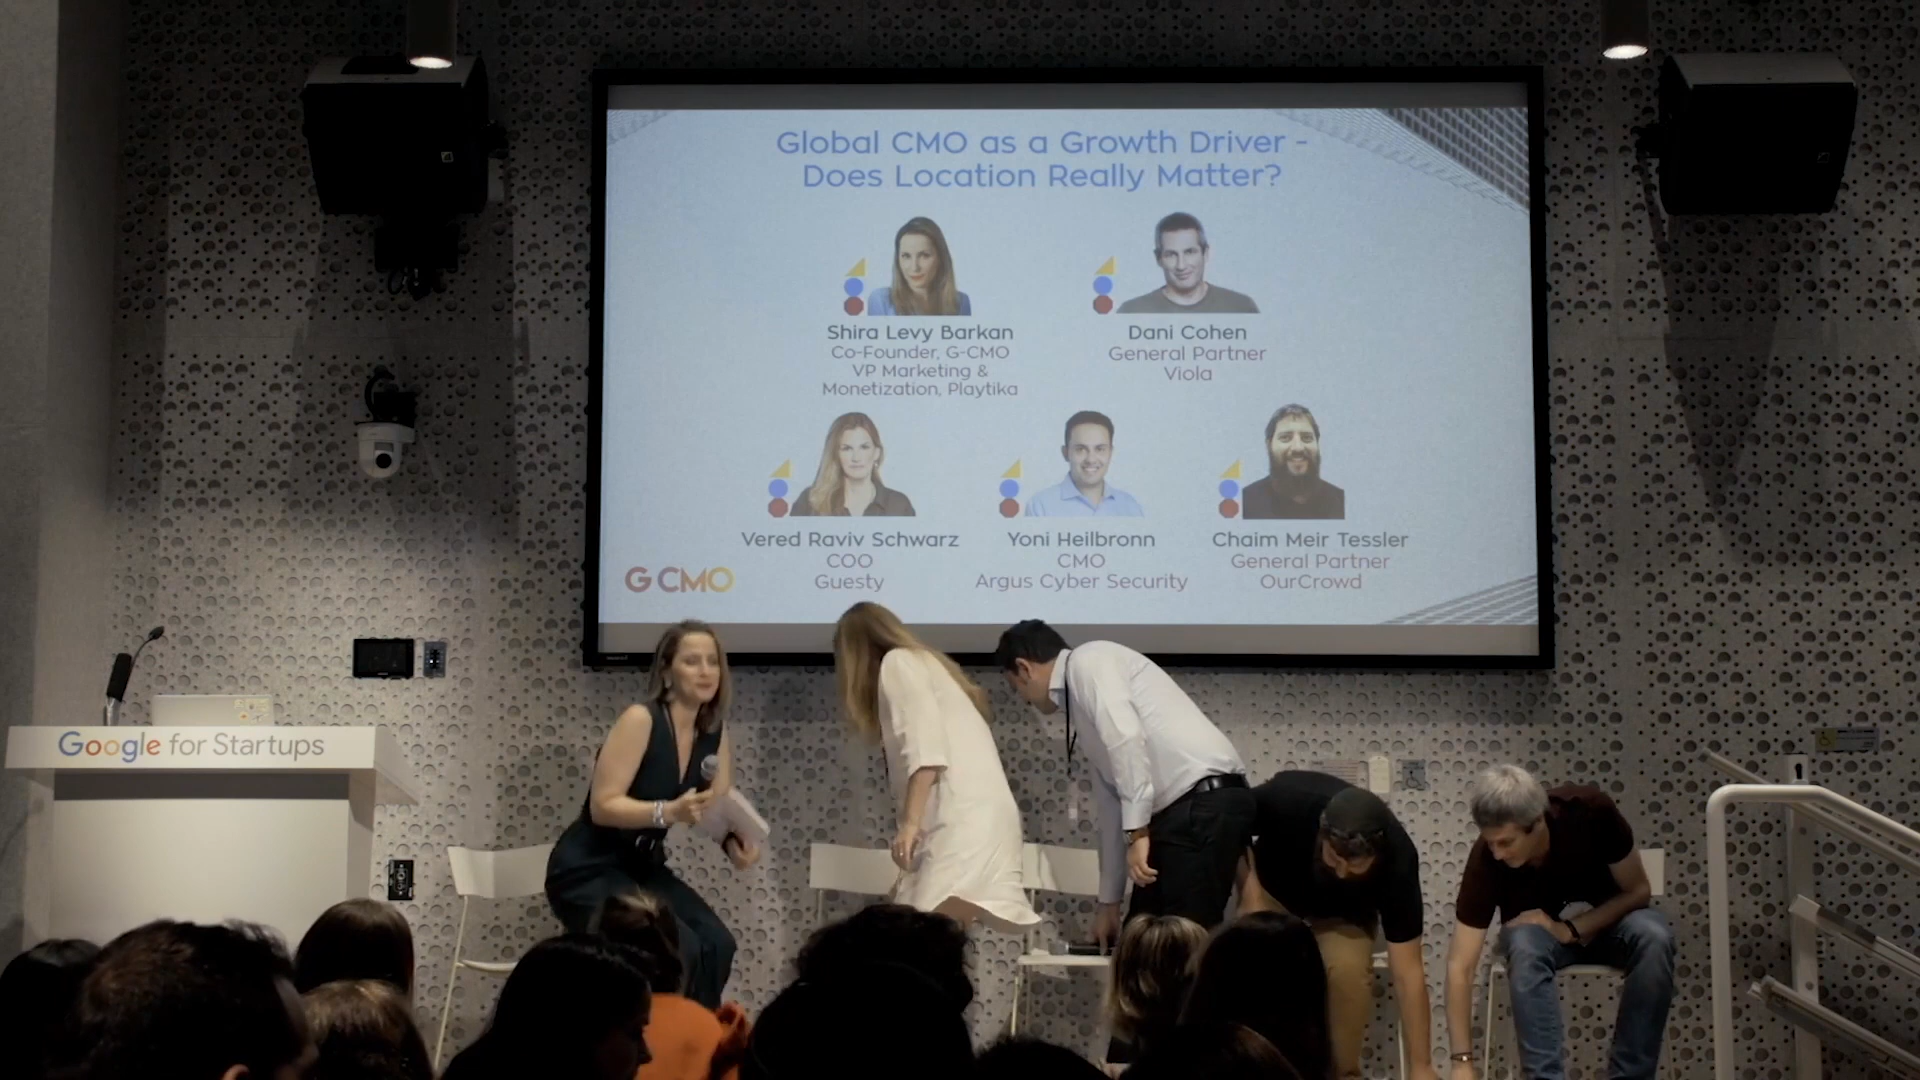 Global CMO as a Growth Driver -
Does Location Really Matter?
Shira Levy Barkan
Co-Founder, G-CMO
VP Marketing &
Monetization, Playtika
Dani Cohen
General Partner
Viola
Vered Raviv Schwarz
COO
Guesty
Yoni Heilbronn
CMO
Argus Cyber Security
Chaim Meir Tessler
General Partner
OurCrowd
G CMO
Google for Startups